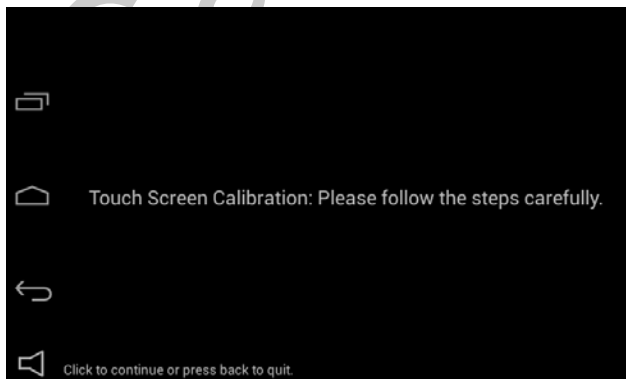 Touch Screen Calibration: Please follow the steps carefully.
Click to continue or press back to quit.